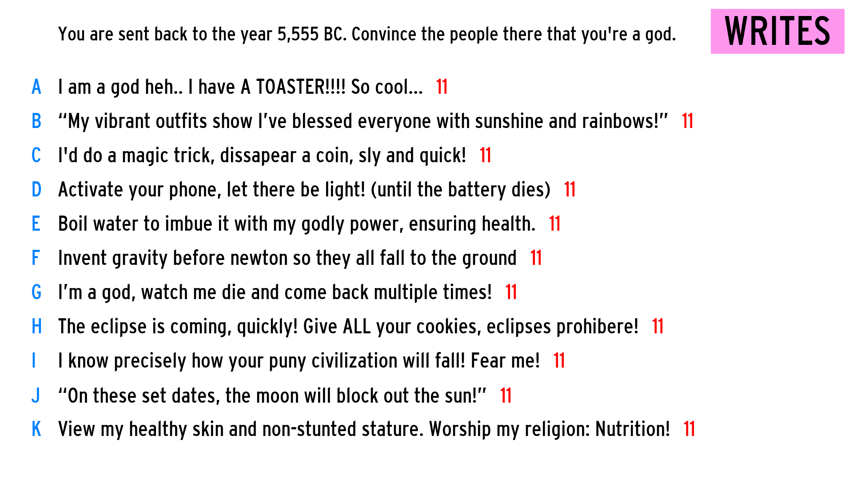 You are sent back to the year 5,555 BC. Convince the people there that you're a god.
WRITES
A I am a god heh.. I have A TOASTER!!!! So cool... 11
B “My vibrant outfits show I’ve blessed everyone with sunshine and rainbows!” 11
C I'd do a magic trick, dissapear a coin, sly and quick! 11
D Activate your phone, let there be light! (until the battery dies) 11
E Boil water to imbue it with my godly power, ensuring health. 11
F Invent gravity before newton so they all fall to the ground 11
G I’m a god, watch me die and come back multiple times! 11
H The eclipse is coming, quickly! Give ALL your cookies, eclipses prohibere! 11
I I know precisely how your puny civilization will fall! Fear me! 11
J “On these set dates, the moon will block out the sun!” 11
K View my healthy skin and non-stunted stature. Worship my religion: Nutrition! 11